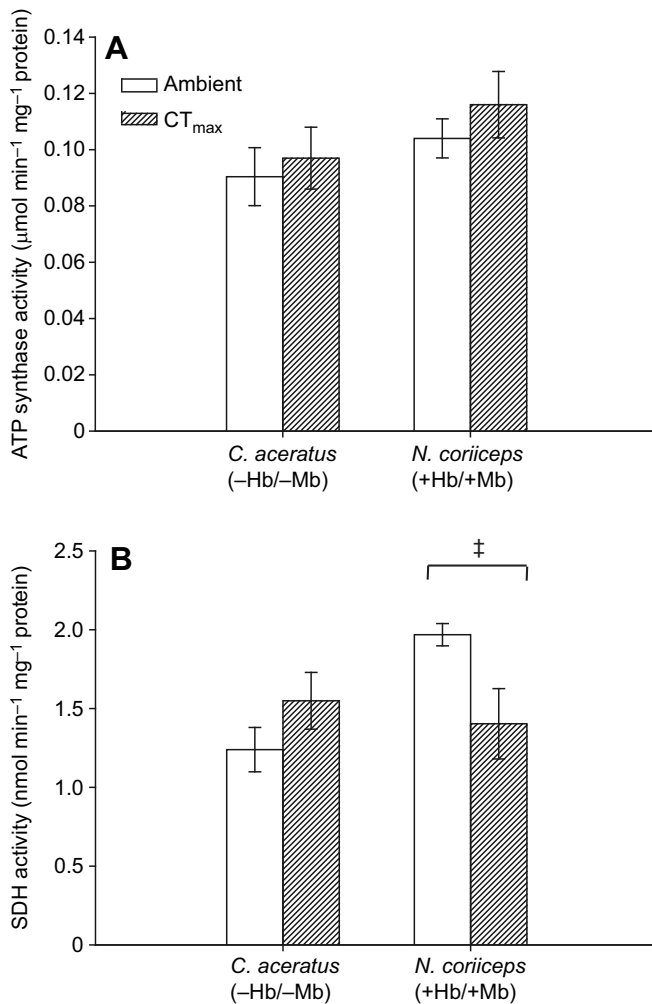 A
Ambient
CT_max
ATP synthase activity (μmol min⁻¹ mg⁻¹ protein)
0.14
0.12
0.10
0.08
0.06
0.04
0.02
0
C. aceratus
(–Hb/–Mb)
N. coriiceps
(+Hb/+Mb)
B
‡
SDH activity (nmol min⁻¹ mg⁻¹ protein)
2.5
2.0
1.5
1.0
0.5
0
C. aceratus
(–Hb/–Mb)
N. coriiceps
(+Hb/+Mb)